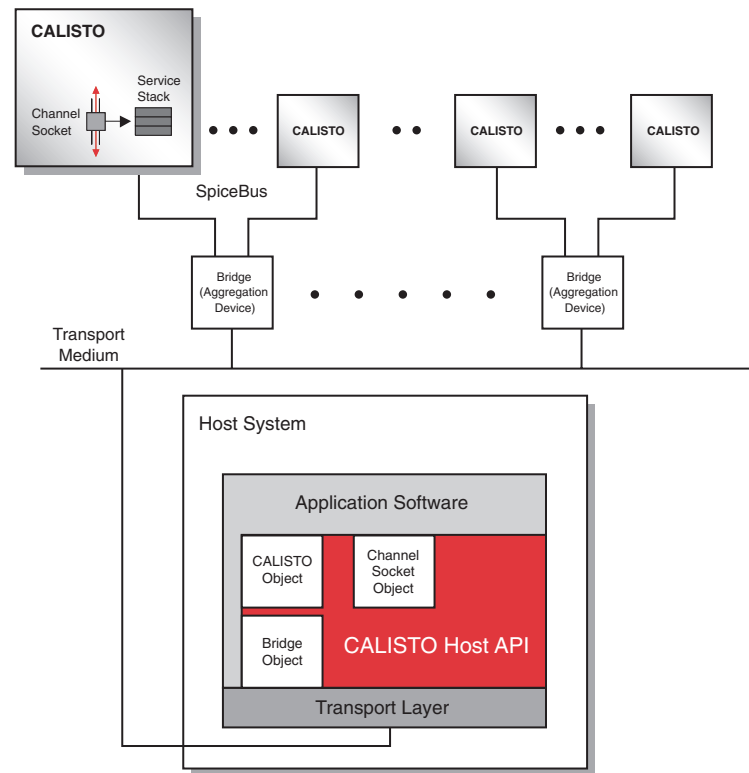 CALISTO
Service
Stack
Channel
Socket
CALISTO
CALISTO
CALISTO
SpiceBus
Bridge
(Aggregation
Device)
Bridge
(Aggregation
Device)
Transport
Medium
Host System
Application Software
CALISTO
Object
Channel
Socket
Object
Bridge
Object
CALISTO Host API
Transport Layer